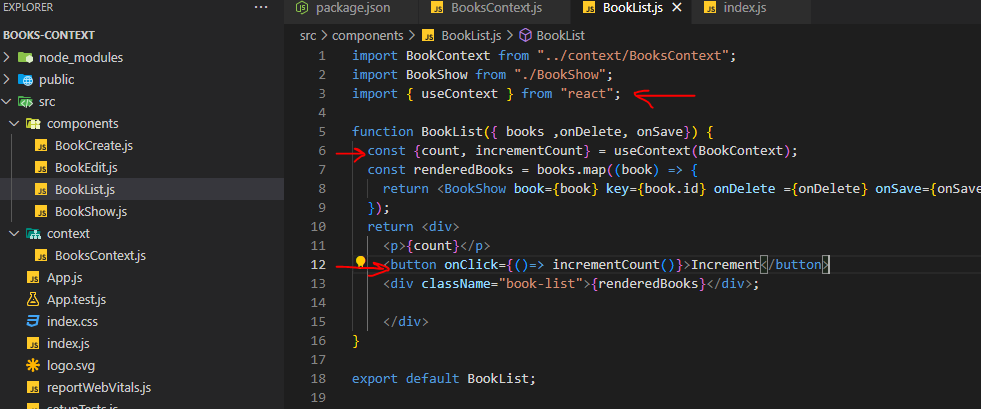 EXPLORER
···
package.json
BooksContext.js
BookList.js
index.js
BOOKS-CONTEXT
src > components > BookList.js > BookList
node_modules
public
src
components
BookCreate.js
BookEdit.js
BookList.js
BookShow.js
context
BooksContext.js
App.js
App.test.js
index.css
index.js
logo.svg
reportWebVitals.js
setupTests.js
1 import BookContext from "../context/BooksContext";
2 import BookShow from "./BookShow";
3 import { useContext } from "react";
4
5 function BookList({ books ,onDelete, onSave}) {
6 const {count, incrementCount} = useContext(BookContext);
7 const renderedBooks = books.map((book) => {
8 return <BookShow book={book} key={book.id} onDelete ={onDelete} onSave={onSave
9 });
10 return <div>
11 <p>{count}</p>
12 <button onClick={()=> incrementCount()}>Increment</button>
13 <div className="book-list">{renderedBooks}</div>;
14
15 </div>
16 }
17
18 export default BookList;
19